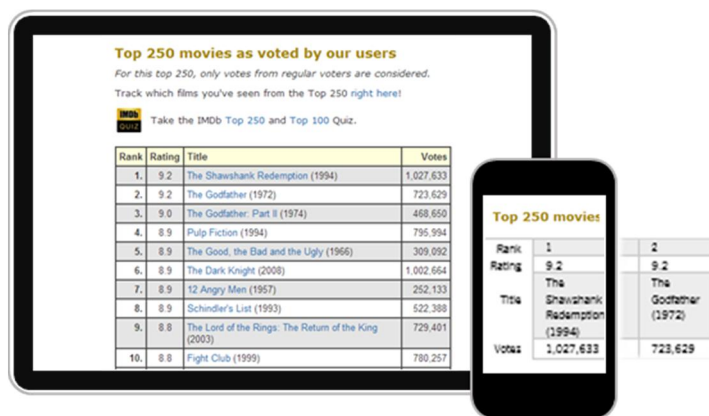 Top 250 movies as voted by our users
For this top 250, only votes from regular voters are considered.
Track which films you've seen from the Top 250 right here!
IMDb
QUIZ
Take the IMDb Top 250 and Top 100 Quiz.
Rank Rating Title Votes
1. 9.2 The Shawshank Redemption (1994) 1,027,633
2. 9.2 The Godfather (1972) 723,629
3. 9.0 The Godfather: Part II (1974) 468,650
4. 8.9 Pulp Fiction (1994) 795,994
5. 8.9 The Good, the Bad and the Ugly (1966) 309,092
6. 8.9 The Dark Knight (2008) 1,002,664
7. 8.9 12 Angry Men (1957) 252,133
8. 8.9 Schindler's List (1993) 522,388
9. 8.8 The Lord of the Rings: The Return of the King 729,401
(2003)
10. 8.8 Fight Club (1999) 780,257
Top 250 movies
Rank 1 2
Rating 9.2 9.2
The The
Title Shawshank Godfather
Redemption (1972)
(1994)
Votes 1,027,633 723,629